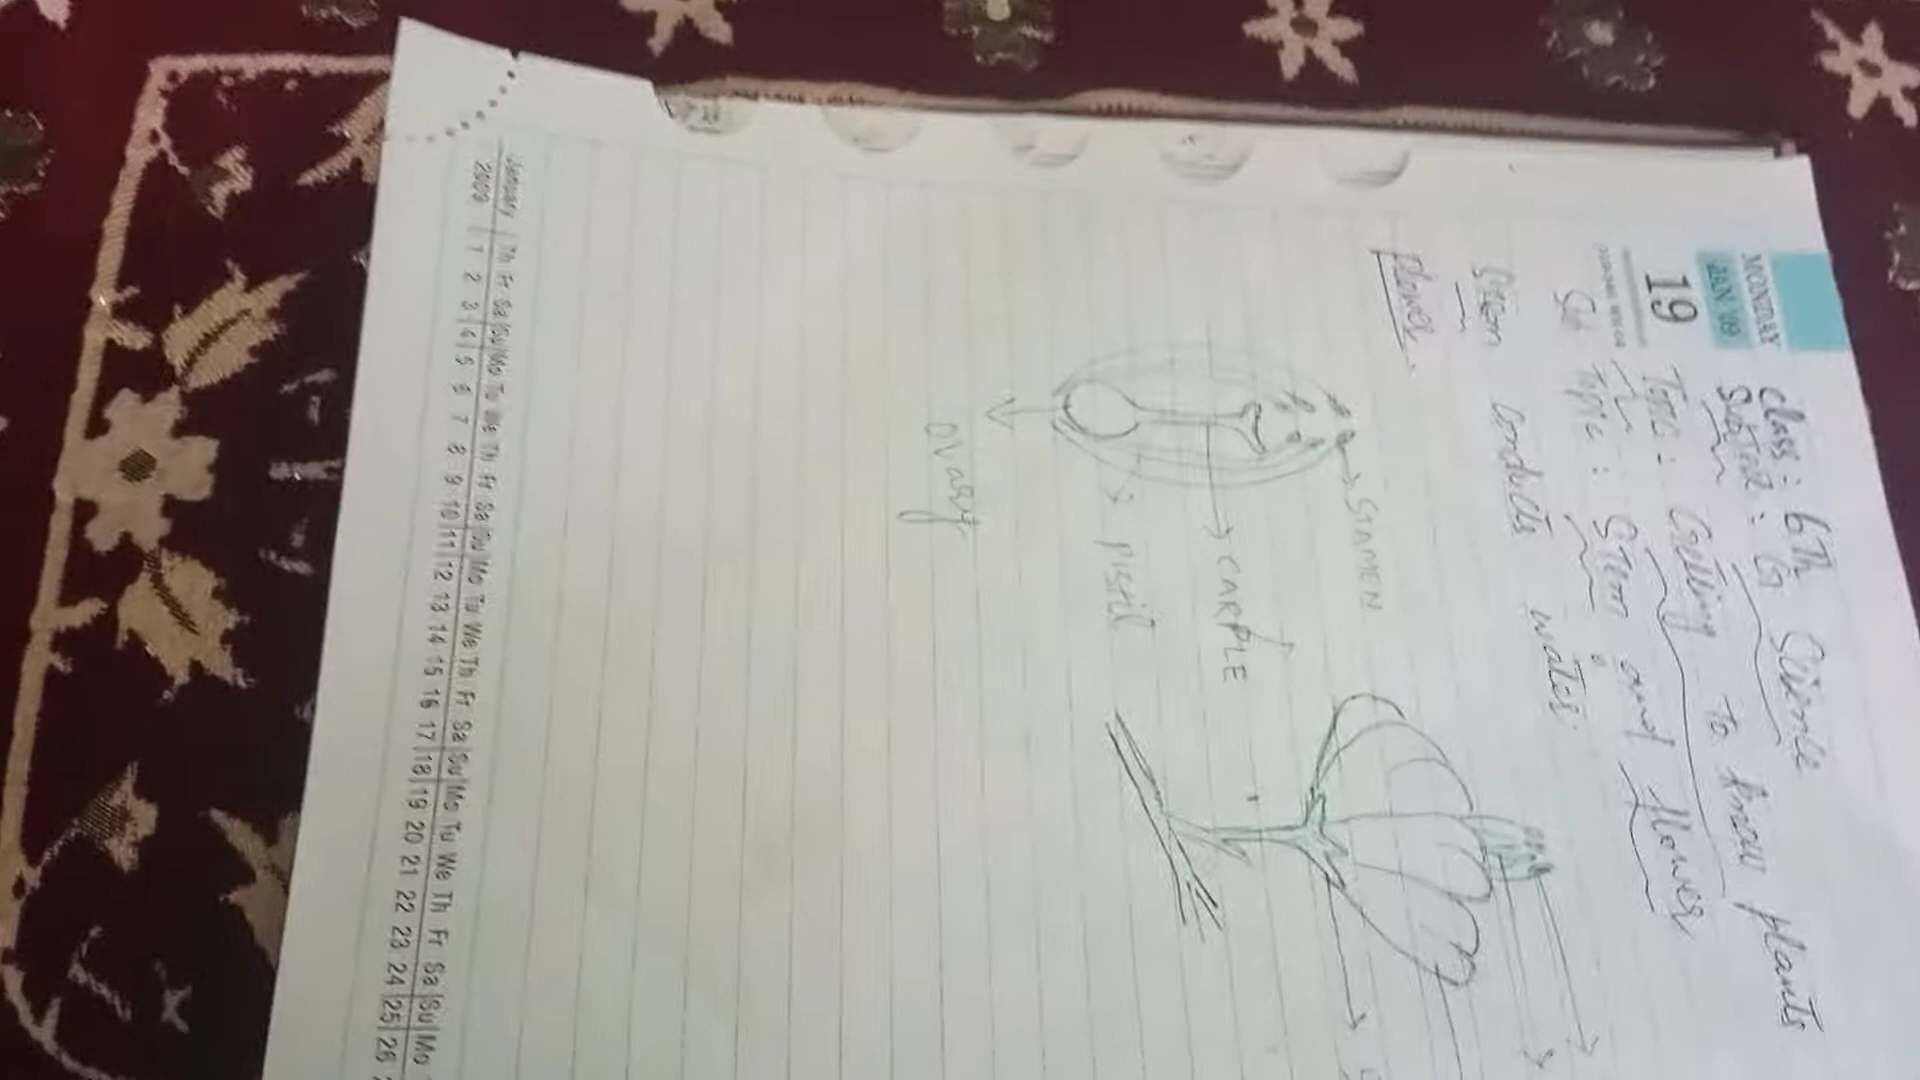 MONDAY
JAN '09
19
Class : 6th
Subject : G Science
Topic : Getting to know plants
Sub Topic : Stem and flower
Stem conducts water.
flower.
STAMEN
CARPLE
Pistil
Ovary
January Th Fr Sa Su Mo Tu We Th Fr Sa Su Mo Tu We Th Fr Sa Su Mo Tu We Th Fr Sa Su Mo
2009 1 2 3 4 5 6 7 8 9 10 11 12 13 14 15 16 17 18 19 20 21 22 23 24 25 26